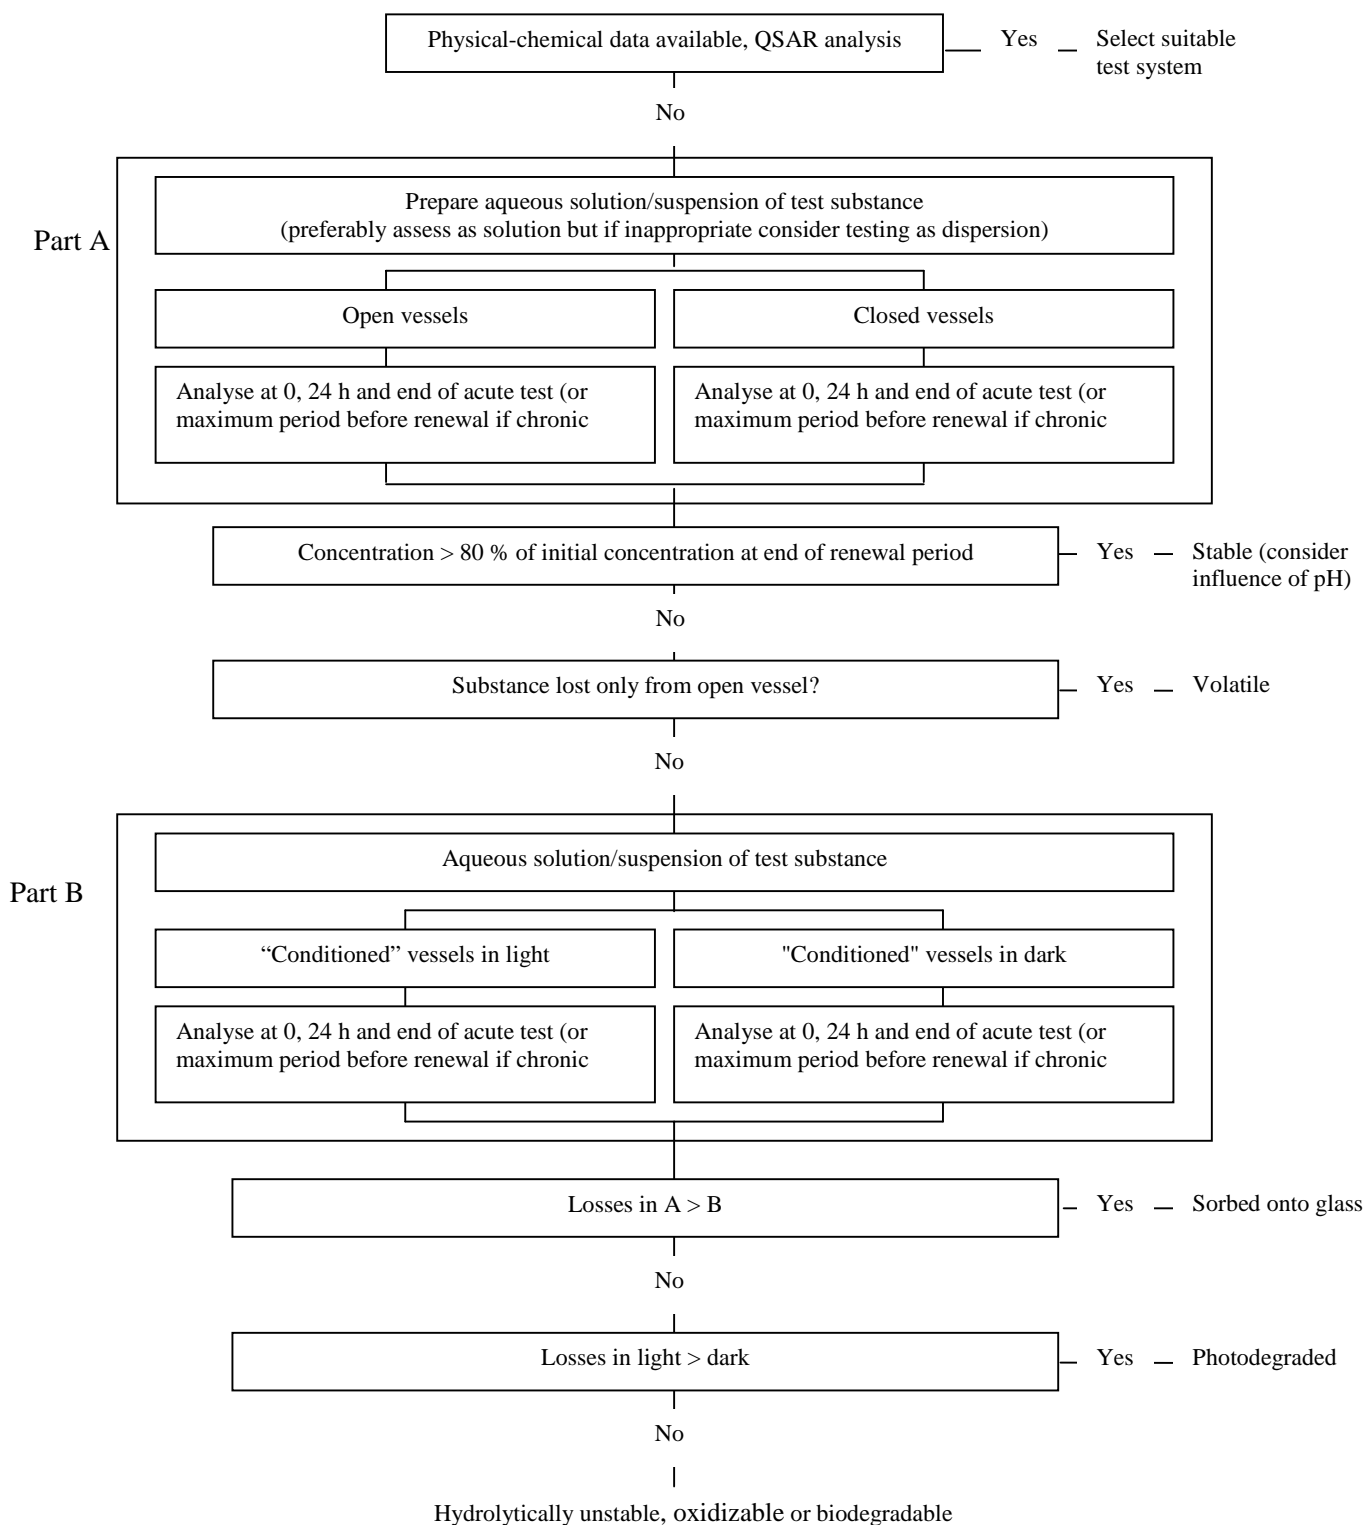 Physical-chemical data available, QSAR analysis
Yes
Select suitable
test system
No
Part A
Prepare aqueous solution/suspension of test substance
(preferably assess as solution but if inappropriate consider testing as dispersion)
Open vessels
Closed vessels
Analyse at 0, 24 h and end of acute test (or
maximum period before renewal if chronic
Analyse at 0, 24 h and end of acute test (or
maximum period before renewal if chronic
Concentration > 80 % of initial concentration at end of renewal period
Yes
Stable (consider
influence of pH)
No
Substance lost only from open vessel?
Yes
Volatile
No
Part B
Aqueous solution/suspension of test substance
“Conditioned” vessels in light
"Conditioned" vessels in dark
Analyse at 0, 24 h and end of acute test (or
maximum period before renewal if chronic
Analyse at 0, 24 h and end of acute test (or
maximum period before renewal if chronic
Losses in A > B
Yes
Sorbed onto glass
No
Losses in light > dark
Yes
Photodegraded
No
Hydrolytically unstable, oxidizable or biodegradable